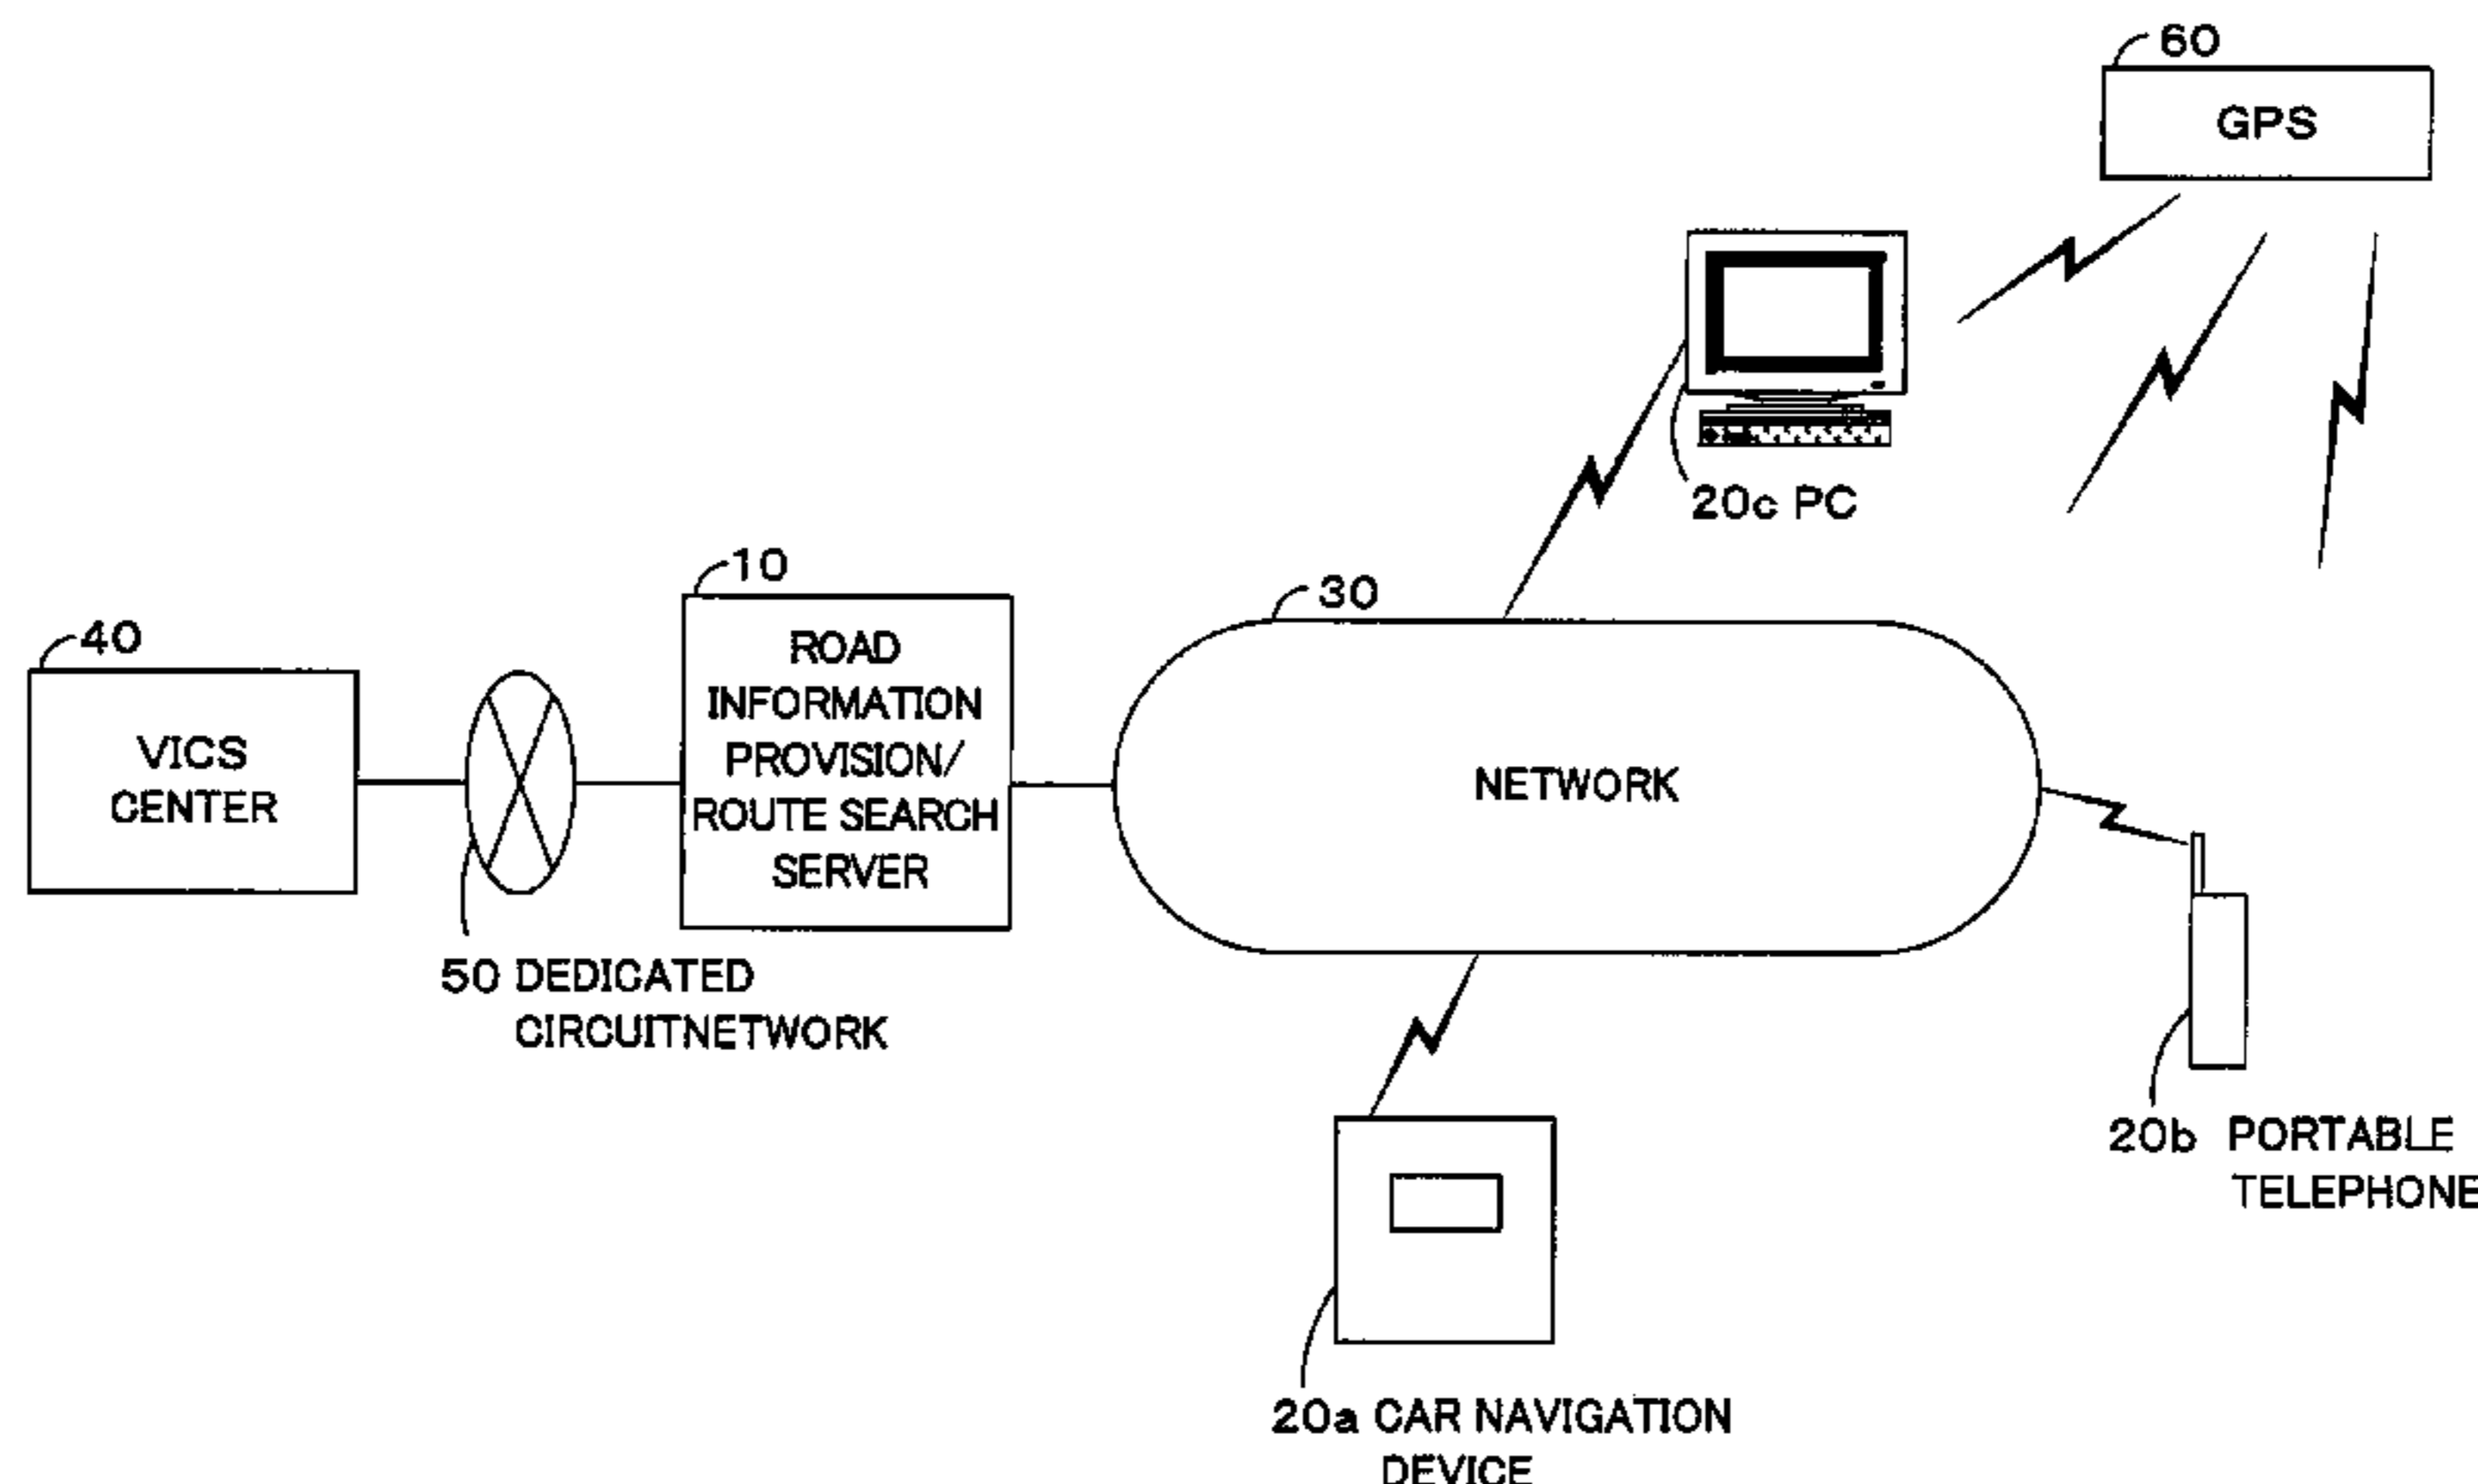 60
GPS
20c PC
10
30
40
ROAD
INFORMATION
PROVISION/
ROUTE SEARCH
SERVER
VICS
CENTER
NETWORK
50 DEDICATED
CIRCUITNETWORK
20b PORTABLE
TELEPHONE
20a CAR NAVIGATION
DEVICE